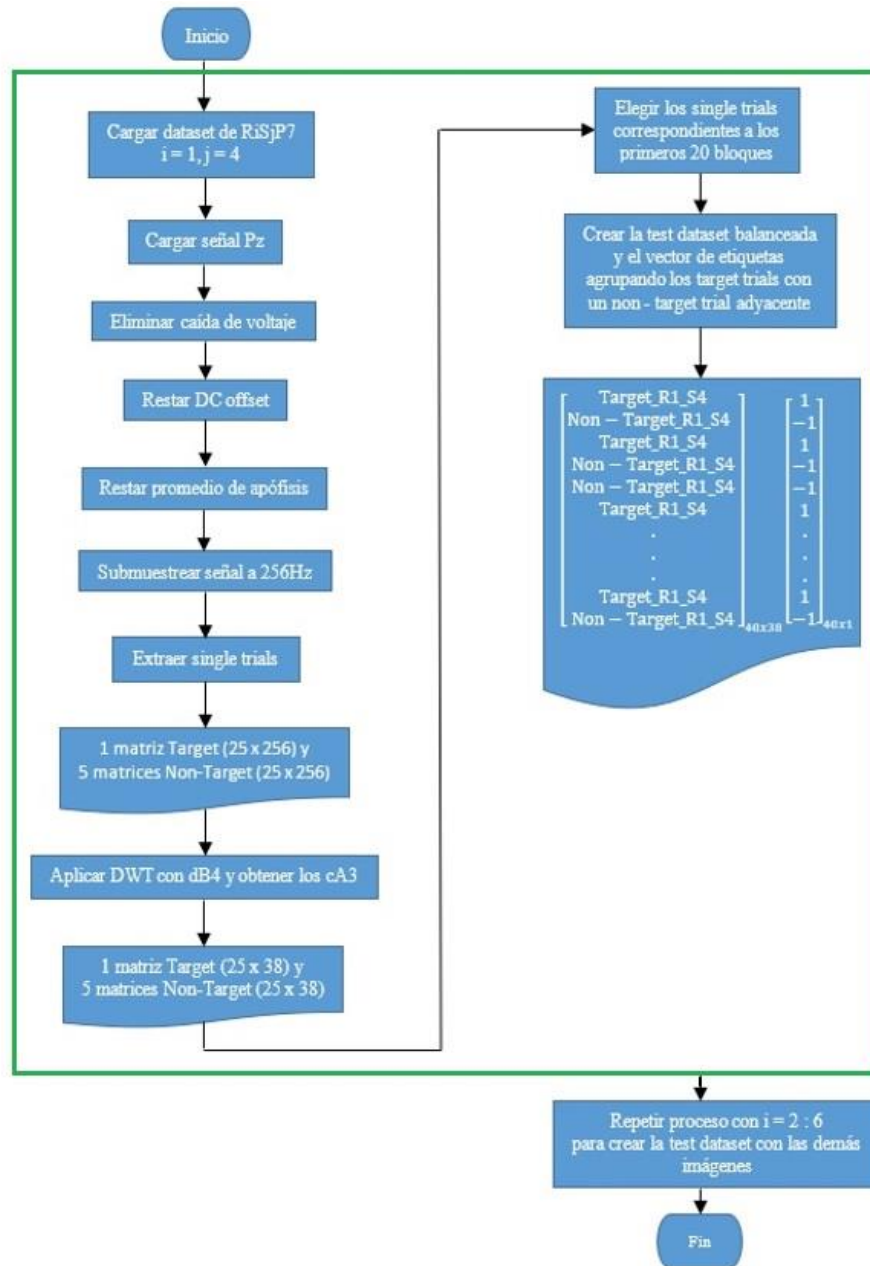 Inicio
Cargar dataset de RiSjP7
i = 1, j = 4
Cargar señal Pz
Eliminar caída de voltaje
Restar DC offset
Restar promedio de apófisis
Submuestrear señal a 256Hz
Extraer single trials
1 matriz Target (25 x 256) y
5 matrices Non-Target (25 x 256)
Aplicar DWT con dB4 y obtener los cA3
1 matriz Target (25 x 38) y
5 matrices Non-Target (25 x 38)
Elegir los single trials
correspondientes a los
primeros 20 bloques
Crear la test dataset balanceada
y el vector de etiquetas
agrupando los target trials con
un non - target trial adyacente
Target_R1_S4 1
Non − Target_R1_S4 −1
Target_R1_S4 1
Non − Target_R1_S4 −1
Non − Target_R1_S4 −1
Target_R1_S4 1
. .
. .
. .
Target_R1_S4 1
Non − Target_R1_S4 40x38 −1 40x1
Repetir proceso con i = 2 : 6
para crear la test dataset con las demás
imágenes
Fin